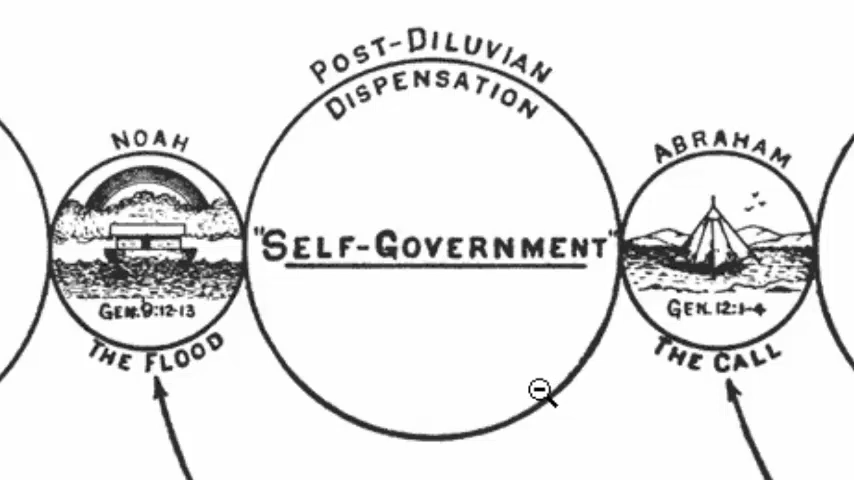 POST-DILUVIAN
DISPENSATION
NOAH
ABRAHAM
"SELF-GOVERNMENT"
GEN. 9:12-13
GEN. 12:1-4
THE FLOOD
THE CALL